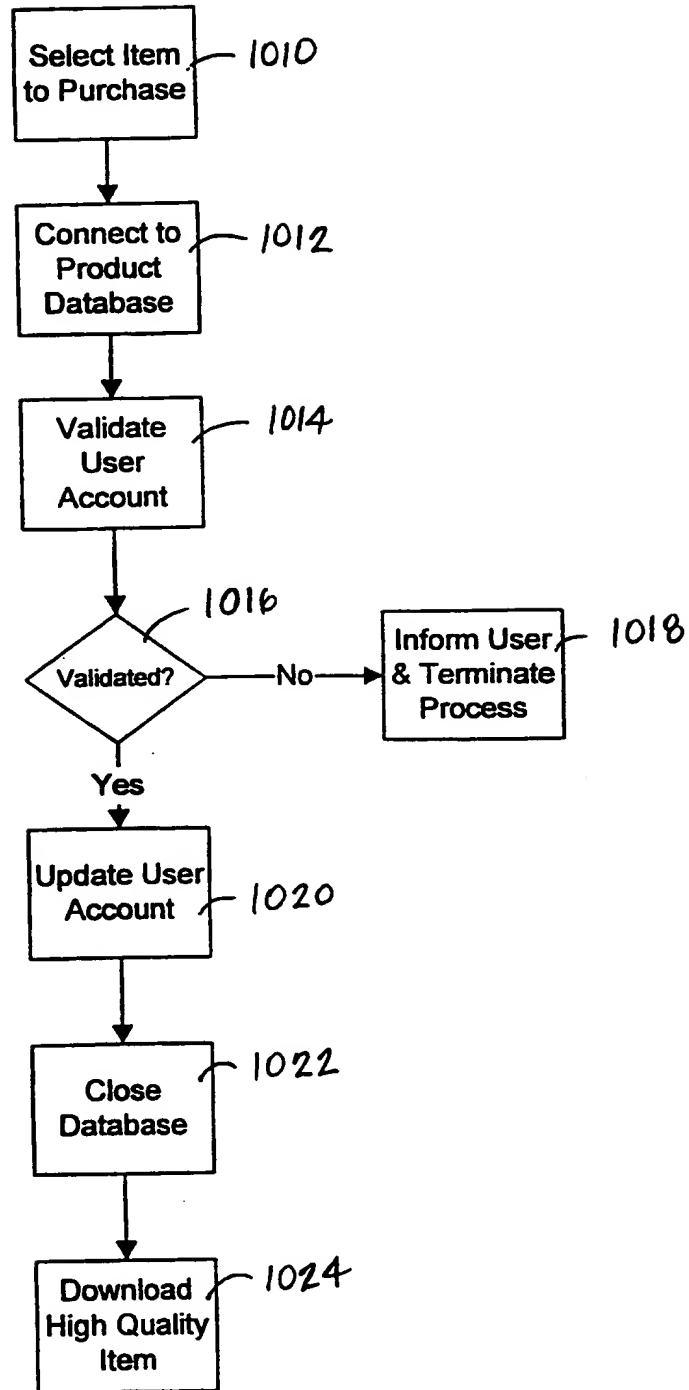 Select Item
to Purchase
1010
Connect to
Product
Database
1012
Validate
User
Account
1014
Validated?
1016
No
Inform User
& Terminate
Process
1018
Yes
Update User
Account
1020
Close
Database
1022
Download
High Quality
Item
1024